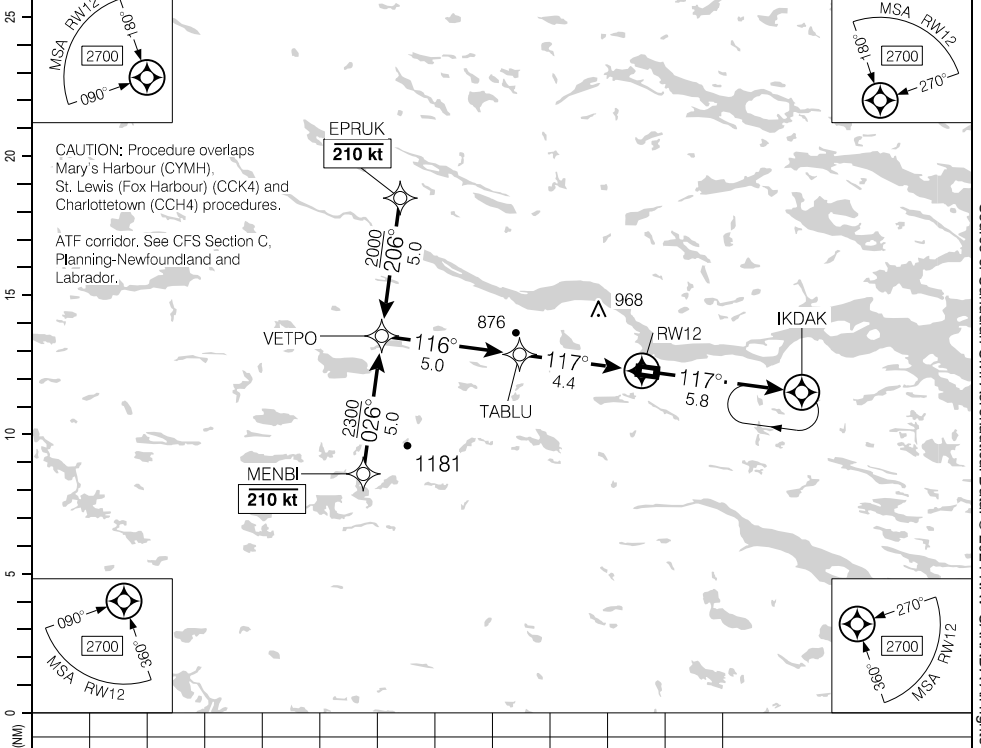 25
20
15
10
5
0
(NM)
MSA RW12
180°
2700
090°
MSA RW12
180°
2700
270°
CAUTION: Procedure overlaps
Mary's Harbour (CYMH),
St. Lewis (Fox Harbour) (CCK4) and
Charlottetown (CCH4) procedures.
ATF corridor. See CFS Section C,
Planning-Newfoundland and
Labrador.
EPRUK
210 kt
2000
206°
5.0
VETPO
116°
5.0
876
TABLU
968
117°
4.4
RW12
117°
5.8
IKDAK
2300
026°
5.0
1181
MENBI
210 kt
090°
2700
360°
MSA RW12
270°
2700
360°
MSA RW12